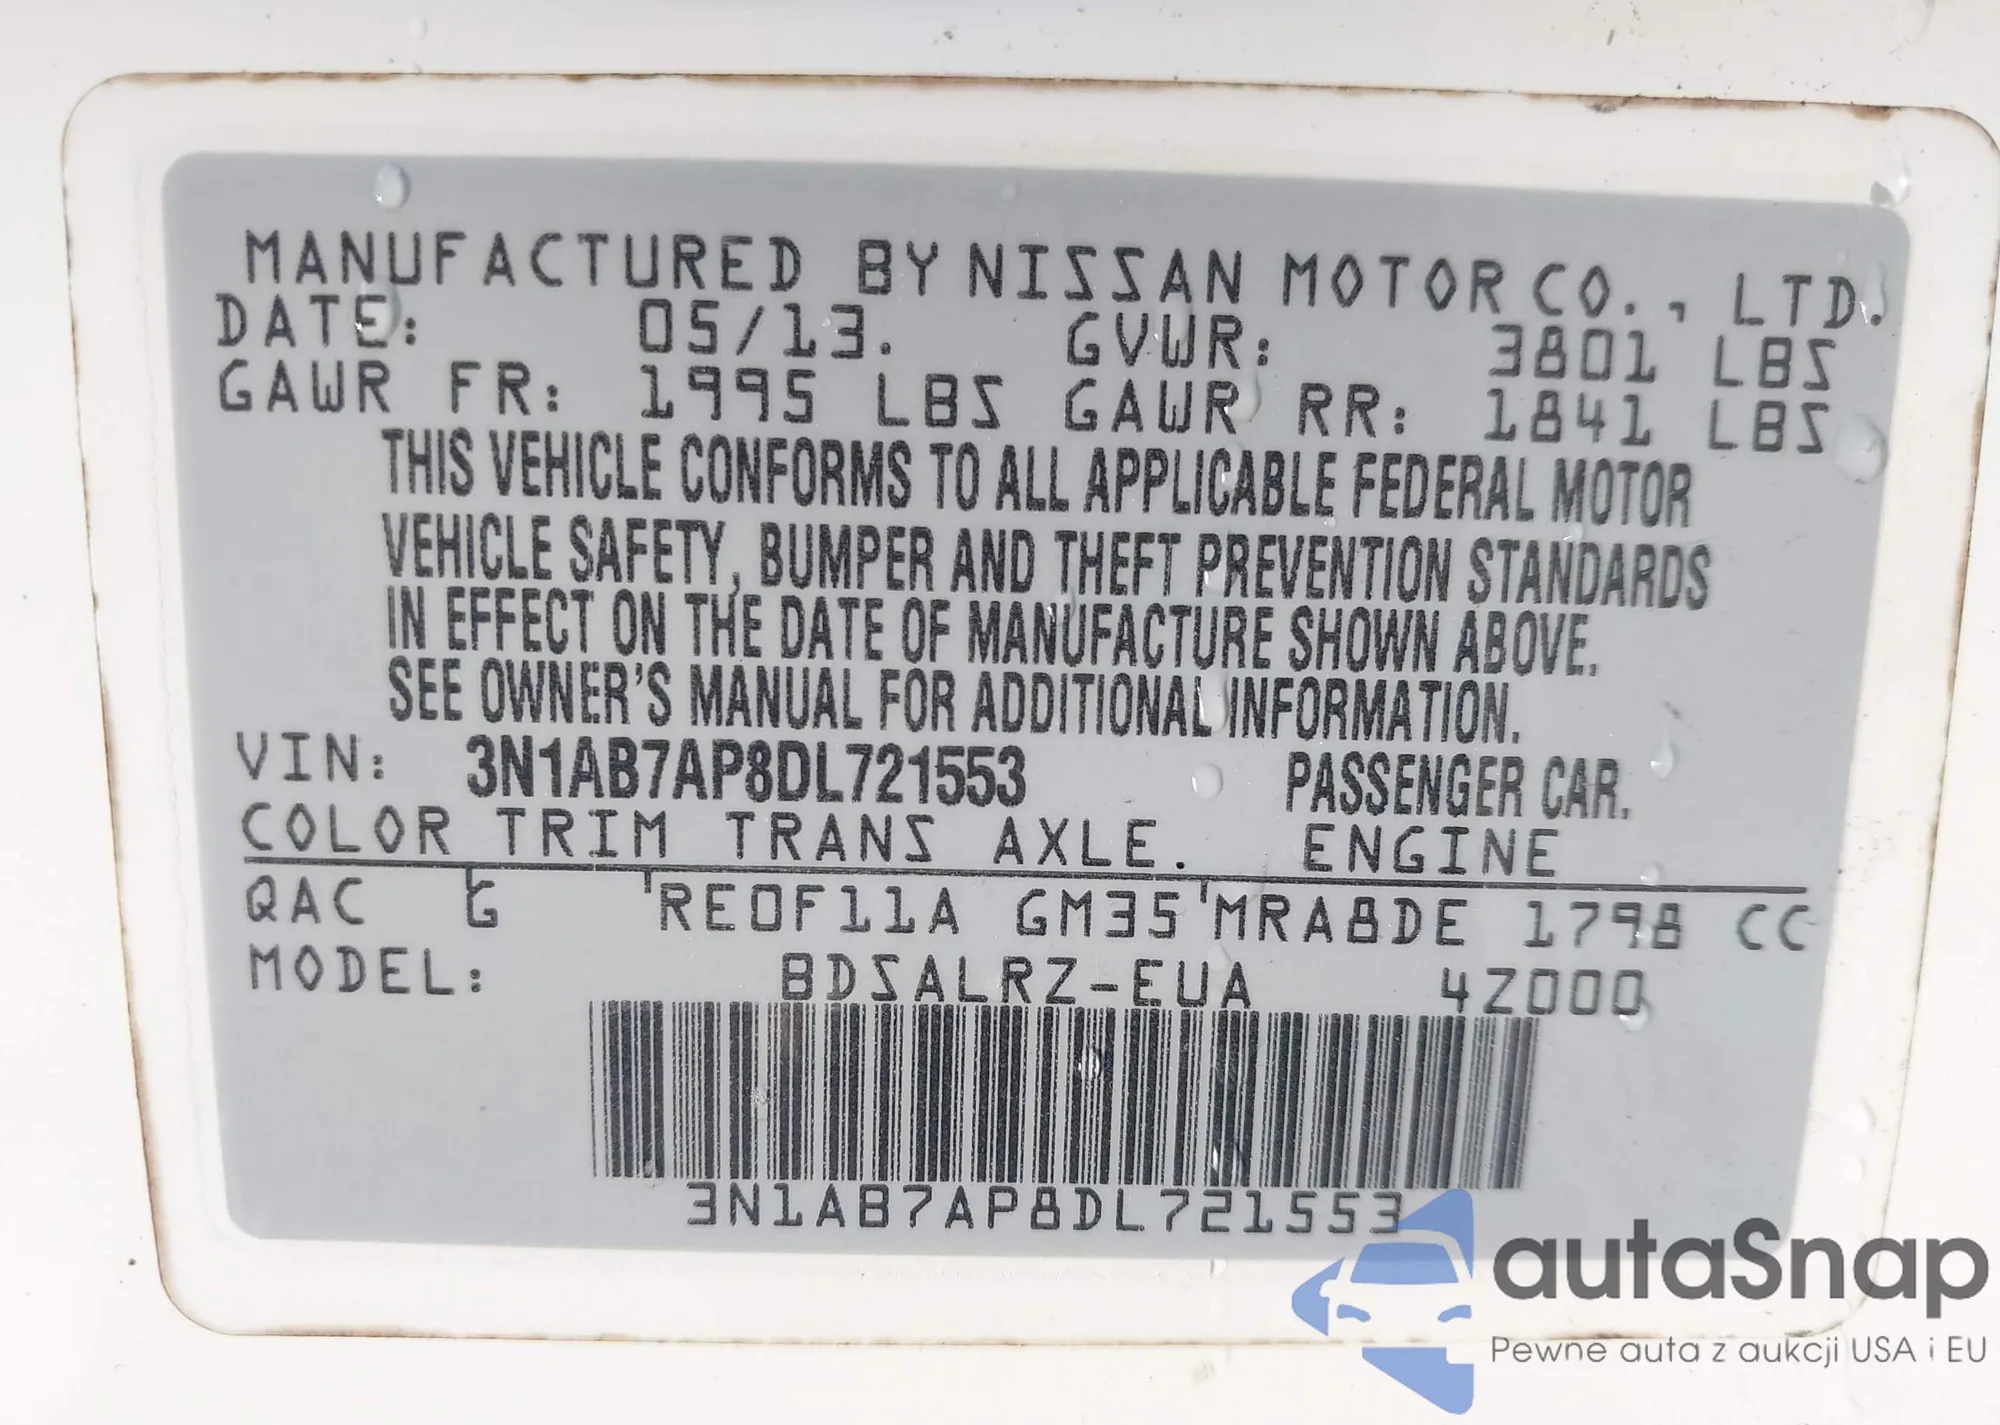 MANUFACTURED BY NISSAN MOTOR CO., LTD.
DATE: 05/13. GVWR: 3801 LBS
GAWR FR: 1995 LBS GAWR RR: 1841 LBS
THIS VEHICLE CONFORMS TO ALL APPLICABLE FEDERAL MOTOR
VEHICLE SAFETY, BUMPER AND THEFT PREVENTION STANDARDS
IN EFFECT ON THE DATE OF MANUFACTURE SHOWN ABOVE.
SEE OWNER'S MANUAL FOR ADDITIONAL INFORMATION.
VIN: 3N1AB7AP8DL721553 PASSENGER CAR.
COLOR TRIM TRANS AXLE. ENGINE
QAC G RE0F11A GM35 MRA8DE 1798 CC
MODEL: BDSALRZ-EUA 4Z000
3N1AB7AP8DL721553
autaSnap
Pewne auta z aukcji USA i EU